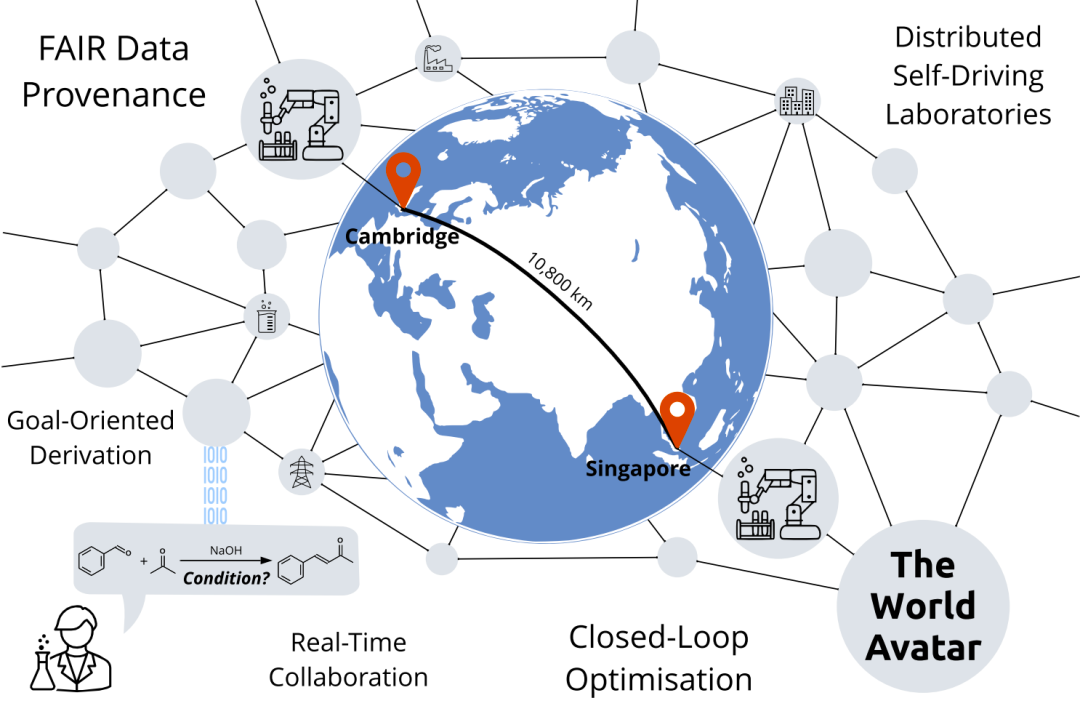 FAIR Data
Provenance
Distributed
Self-Driving
Laboratories
Cambridge
10,800 km
Singapore
Goal-Oriented
Derivation
1010
1010
1010
1010
O
+
O
NaOH
Condition?
O
Real-Time
Collaboration
Closed-Loop
Optimisation
The
World
Avatar